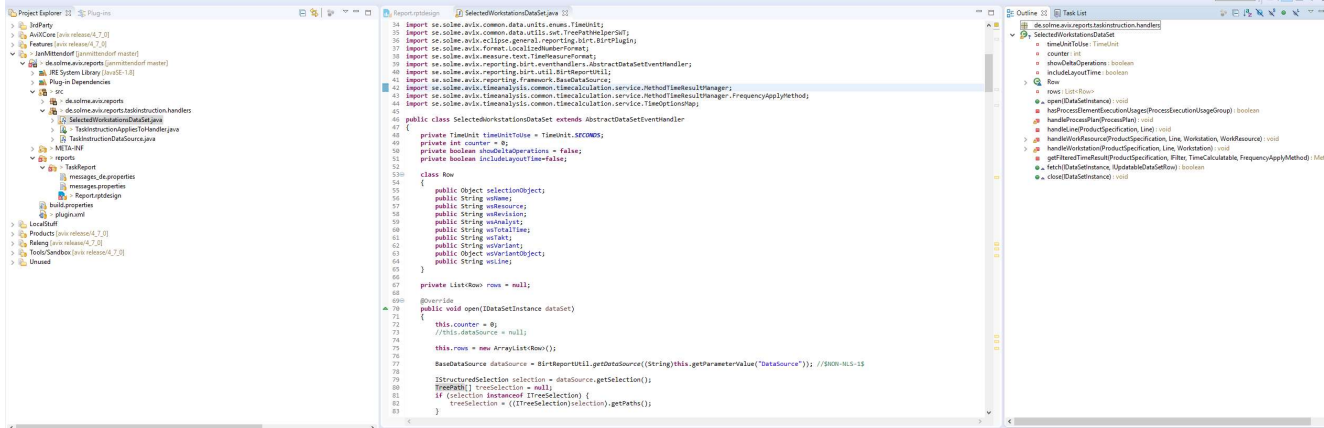 Project Explorer
Plug-ins
> 3rdParty
> AviXCore [avix release/4_7_0]
> Features [avix release/4_7_0]
> JanMittendorf [janmittendorf master]
> de.solme.avix.reports [janmittendorf master]
> JRE System Library [JavaSE-1.8]
> Plug-in Dependencies
> src
> de.solme.avix.reports
> de.solme.avix.reports.taskinstruction.handlers
> SelectedWorkstationsDataSet.java
> TaskInstructionAppliesToHandler.java
> TaskInstructionDataSource.java
> META-INF
> reports
> TaskReport
messages_de.properties
messages.properties
> Report.rptdesign
build.properties
> plugin.xml
> LocalStuff
> Products [avix release/4_7_0]
> Releng [avix release/4_7_0]
> Tools/Sandbox [avix release/4_7_0]
> Unused
Report.rptdesign
SelectedWorkstationsDataSet.java
34 import se.solme.avix.common.data.units.enums.TimeUnit;
35 import se.solme.avix.common.data.utils.swt.TreePathHelperSWT;
36 import se.solme.avix.eclipse.general.reporting.birt.BirtPlugin;
37 import se.solme.avix.format.LocalizedNumberFormat;
38 import se.solme.avix.measure.text.TimeMeasureFormat;
39 import se.solme.avix.reporting.birt.eventhandlers.AbstractDataSetEventHandler;
40 import se.solme.avix.reporting.birt.util.BirtReportUtil;
41 import se.solme.avix.reporting.framework.BaseDataSource;
42 import se.solme.avix.timeanalysis.common.timecalculation.service.MethodTimeResultManager;
43 import se.solme.avix.timeanalysis.common.timecalculation.service.MethodTimeResultManager.FrequencyApplyMethod;
44 import se.solme.avix.timeanalysis.common.timecalculation.service.TimeOptionsMap;
45
46 public class SelectedWorkstationsDataSet extends AbstractDataSetEventHandler
47 {
48 private TimeUnit timeUnitToUse = TimeUnit.SECONDS;
49 private int counter = 0;
50 private boolean showDeltaOperations = false;
51 private boolean includeLayoutTime=false;
52
53 class Row
54 {
55 public Object selectionObject;
56 public String wsName;
57 public String wsResource;
58 public String wsRevision;
59 public String wsAnalyst;
60 public String wsTotalTime;
61 public String wsTakt;
62 public String wsVariant;
63 public Object wsVariantObject;
64 public String wsLine;
65 }
66
67 private List<Row> rows = null;
68
69 @Override
70 public void open(IDataSetInstance dataSet)
71 {
72 this.counter = 0;
73 //this.dataSource = null;
74
75 this.rows = new ArrayList<Row>();
76
77 BaseDataSource dataSource = BirtReportUtil.getDataSource((String)this.getParameterValue("DataSource")); //$NON-NLS-1$
78
79 IStructuredSelection selection = dataSource.getSelection();
80 TreePath[] treeSelection = null;
81 if (selection instanceof ITreeSelection) {
82 treeSelection = ((ITreeSelection)selection).getPaths();
83 }
Outline
Task List
de.solme.avix.reports.taskinstruction.handlers
SelectedWorkstationsDataSet
timeUnitToUse : TimeUnit
counter : int
showDeltaOperations : boolean
includeLayoutTime : boolean
> Row
rows : List<Row>
open(IDataSetInstance) : void
hasProcessElementExecutionUsages(ProcessExecutionUsageGroup) : boolean
> handleProcessPlan(ProcessPlan) : void
handleLine(ProductSpecification, Line) : void
> handleWorkResource(ProductSpecification, Line, Workstation, WorkResource) : void
> handleWorkstation(ProductSpecification, Line, Workstation) : void
getFilteredTimeResult(ProductSpecification, IFilter, TimeCalculatable, FrequencyApplyMethod) : Met
fetch(IDataSetInstance, IUpdatableDataSetRow) : boolean
close(IDataSetInstance) : void